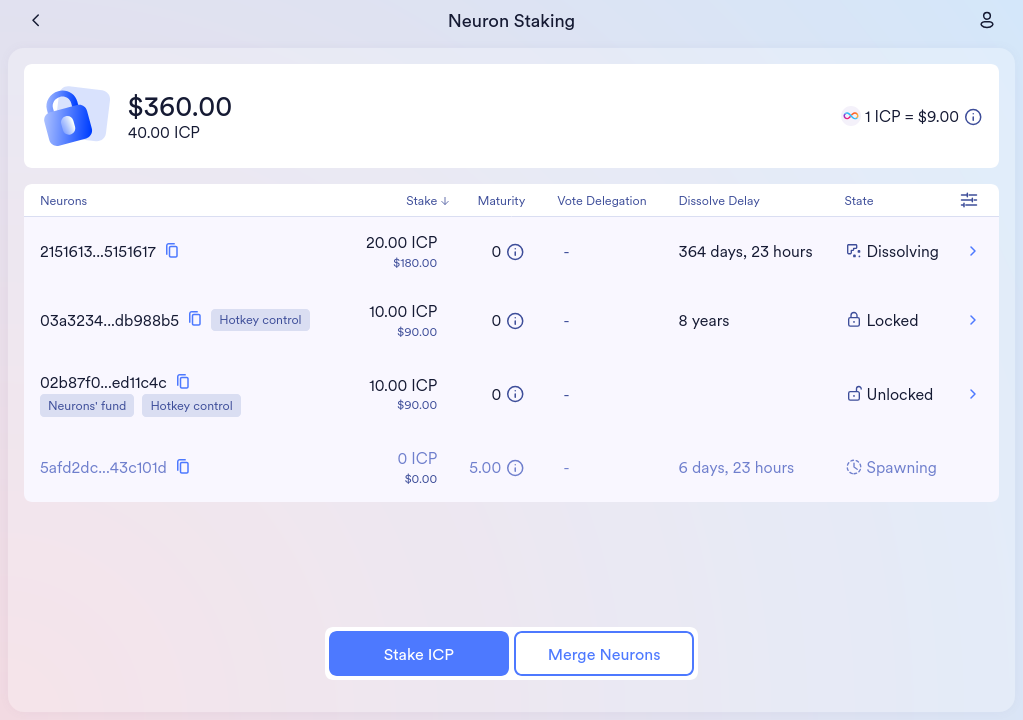 Neuron Staking
$360.00
40.00 ICP
1 ICP = $9.00
Neurons Stake Maturity Vote Delegation Dissolve Delay State
2151613...5151617 20.00 ICP 0 - 364 days, 23 hours Dissolving
$180.00
03a3234...db988b5 Hotkey control 10.00 ICP 0 - 8 years Locked
$90.00
02b87f0...ed11c4c 10.00 ICP 0 - Unlocked
Neurons' fund Hotkey control $90.00
5afd2dc...43c101d 0 ICP 5.00 - 6 days, 23 hours Spawning
$0.00
Stake ICP Merge Neurons